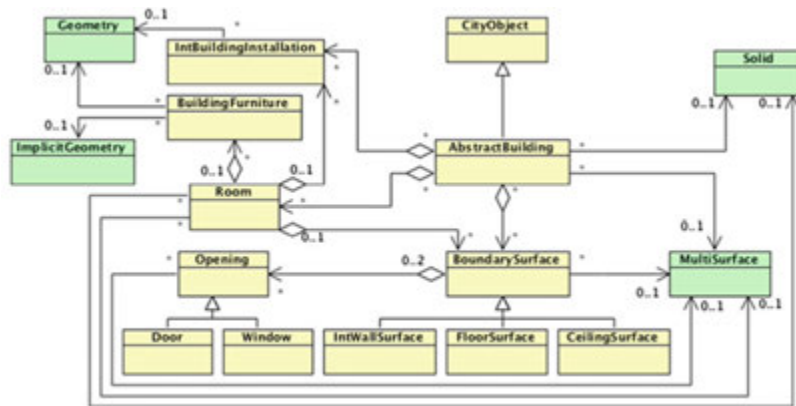 Geometry
0..1
IntBuildingInstallation
*
*
CityObject
Solid
0..1
BuildingFurniture
*
*
*
0..1
0..1
0..1
ImplicitGeometry
*
*
AbstractBuilding
*
0..1
0..1
Room
*
*
*
*
*
*
*
0..1
*
*
0..1
Opening
*
*
0..2
BoundarySurface
*
MultiSurface
0..1
0..1
0..1
Door
Window
IntWallSurface
FloorSurface
CeilingSurface